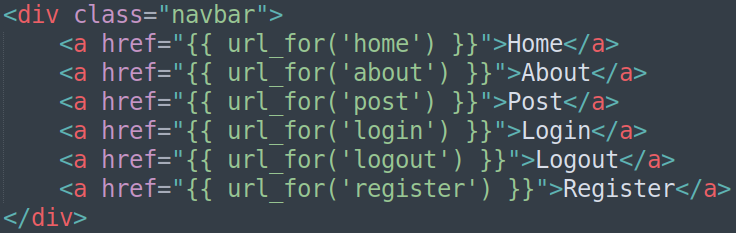 <div class="navbar">
    <a href="{{ url_for('home') }}">Home</a>
    <a href="{{ url_for('about') }}">About</a>
    <a href="{{ url_for('post') }}">Post</a>
    <a href="{{ url_for('login') }}">Login</a>
    <a href="{{ url_for('logout') }}">Logout</a>
    <a href="{{ url_for('register') }}">Register</a>
</div>